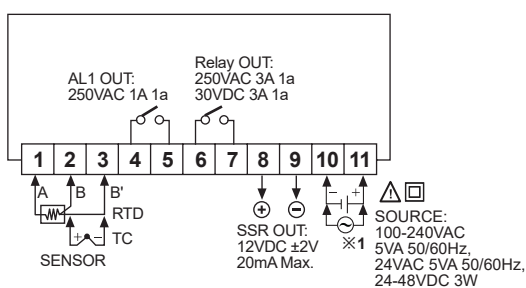 Relay OUT:
AL1 OUT:
250VAC 3A 1a
250VAC 1A 1a
30VDC 3A 1a
1 2 3 4 5 6 7 8 9 10 11
A B B'
− +
RTD
+ −
TC
SENSOR
+ −
SSR OUT:
12VDC ±2V
20mA Max.
※1
SOURCE:
100-240VAC
5VA 50/60Hz,
24VAC 5VA 50/60Hz,
24-48VDC 3W